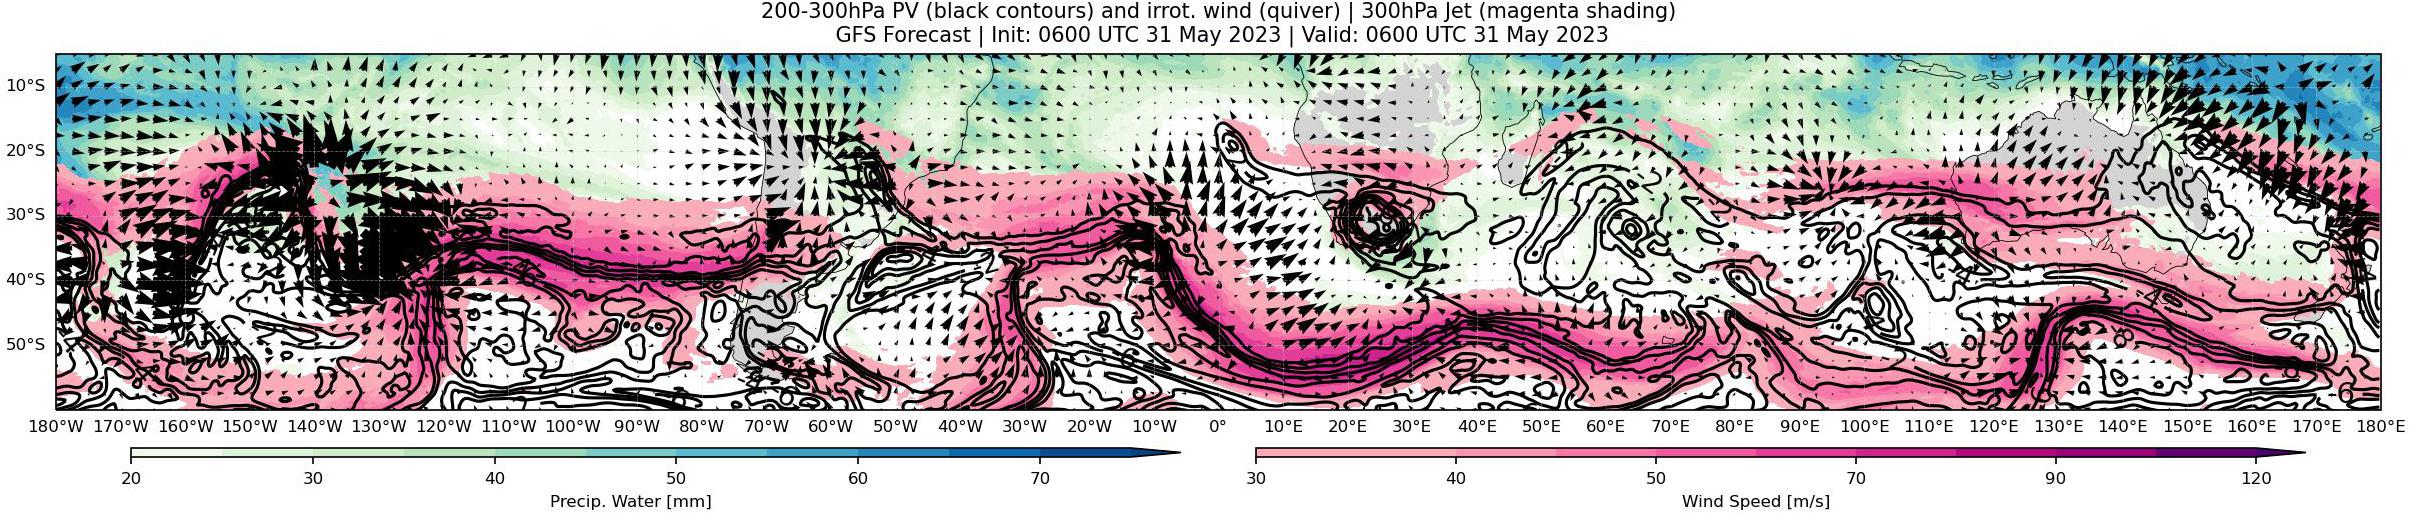 200-300hPa PV (black contours) and irrot. wind (quiver) | 300hPa Jet (magenta shading)
GFS Forecast | Init: 0600 UTC 31 May 2023 | Valid: 0600 UTC 31 May 2023
10°S
20°S
30°S
40°S
50°S
180°W 170°W 160°W 150°W 140°W 130°W 120°W 110°W 100°W 90°W 80°W 70°W 60°W 50°W 40°W 30°W 20°W 10°W 0° 10°E 20°E 30°E 40°E 50°E 60°E 70°E 80°E 90°E 100°E 110°E 120°E 130°E 140°E 150°E 160°E 170°E 180°E
20 30 40 50 60 70
Precip. Water [mm]
30 40 50 70 90 120
Wind Speed [m/s]